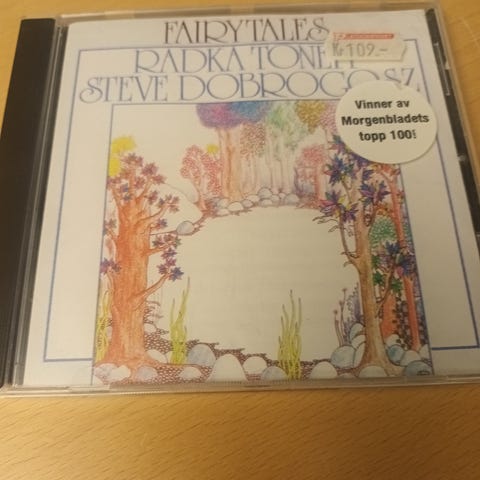 FAIRYTALES
RADKA TONEFF
STEVE DOBROGOSZ
Kr 109.-
Vinner av
Morgenbladets
topp 100